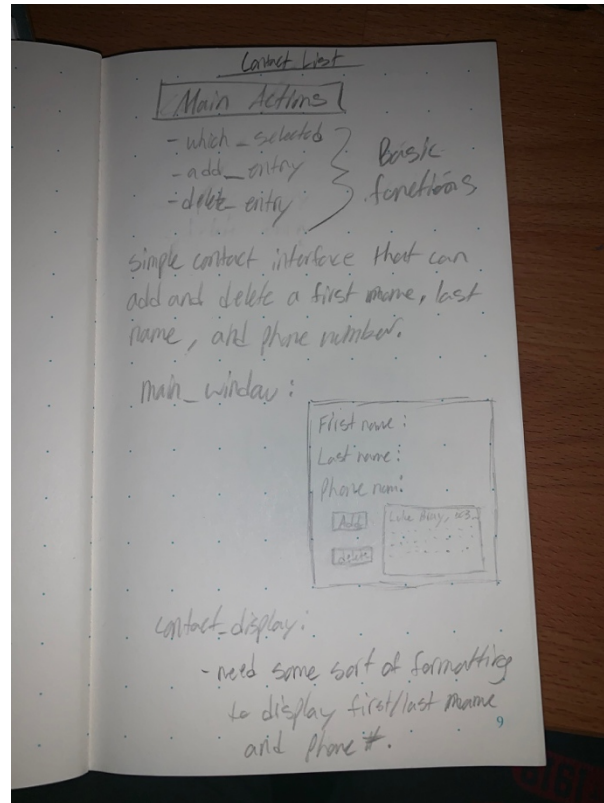 Contact List
Main Actions
- which_selected
- add_entry
- delete_entry
Basic
functions
simple contact interface that can
add and delete a first name, last
name, and phone number.
main_window:
First name:
Last name:
Phone num:
Add
delete
Luke
contact_display:
- need some sort of formatting
to display first/last name
and phone #.
9